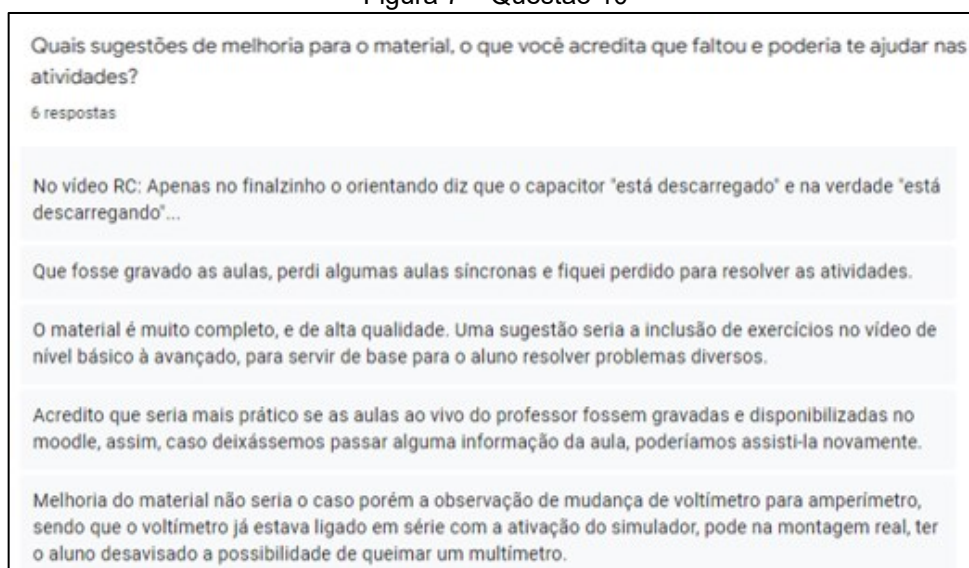 Figura 7 – Questão 10
Quais sugestões de melhoria para o material, o que você acredita que faltou e poderia te ajudar nas
atividades?
6 respostas
No vídeo RC: Apenas no finalzinho o orientando diz que o capacitor "está descarregado" e na verdade "está
descarregando"...
Que fosse gravado as aulas, perdi algumas aulas síncronas e fiquei perdido para resolver as atividades.
O material é muito completo, e de alta qualidade. Uma sugestão seria a inclusão de exercícios no vídeo de
nível básico à avançado, para servir de base para o aluno resolver problemas diversos.
Acredito que seria mais prático se as aulas ao vivo do professor fossem gravadas e disponibilizadas no
moodle, assim, caso deixássemos passar alguma informação da aula, poderíamos assisti-la novamente.
Melhoria do material não seria o caso porém a observação de mudança de voltímetro para amperímetro,
sendo que o voltímetro já estava ligado em série com a ativação do simulador, pode na montagem real, ter
o aluno desavisado a possibilidade de queimar um multímetro.